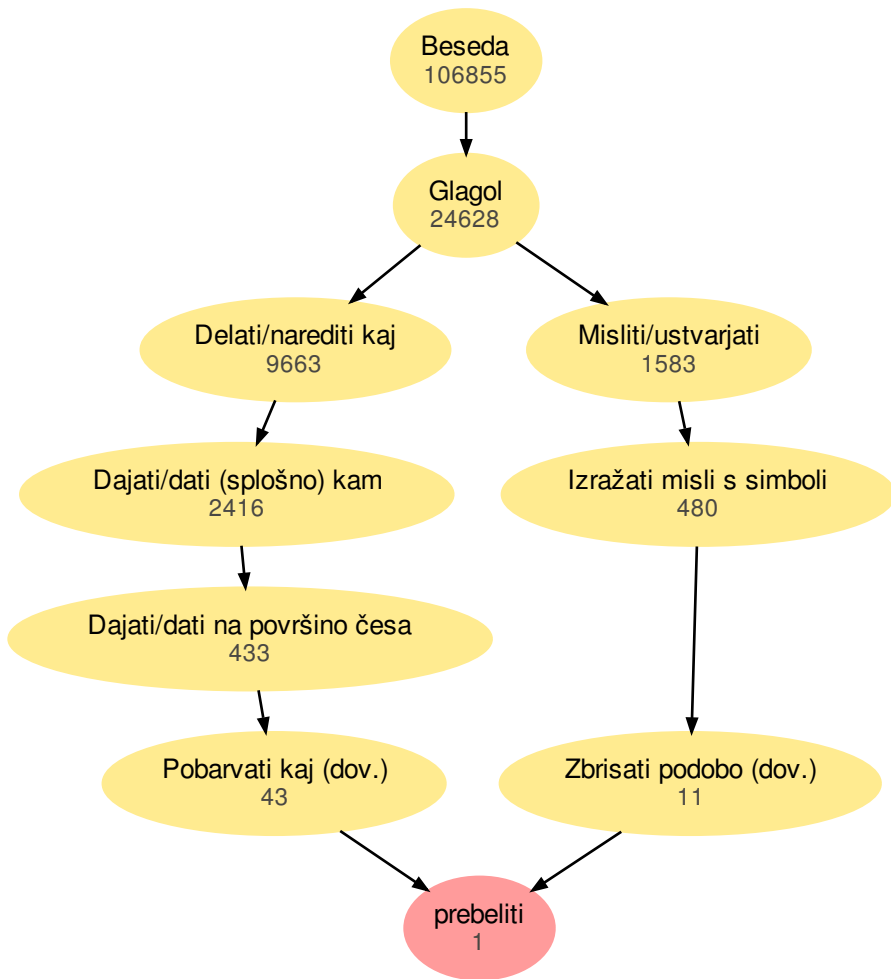 Beseda
106855
Glagol
24628
Delati/narediti kaj
9663
Misliti/ustvarjati
1583
Dajati/dati (splošno) kam
2416
Izražati misli s simboli
480
Dajati/dati na površino česa
433
Pobarvati kaj (dov.)
43
Zbrisati podobo (dov.)
11
prebeliti
1